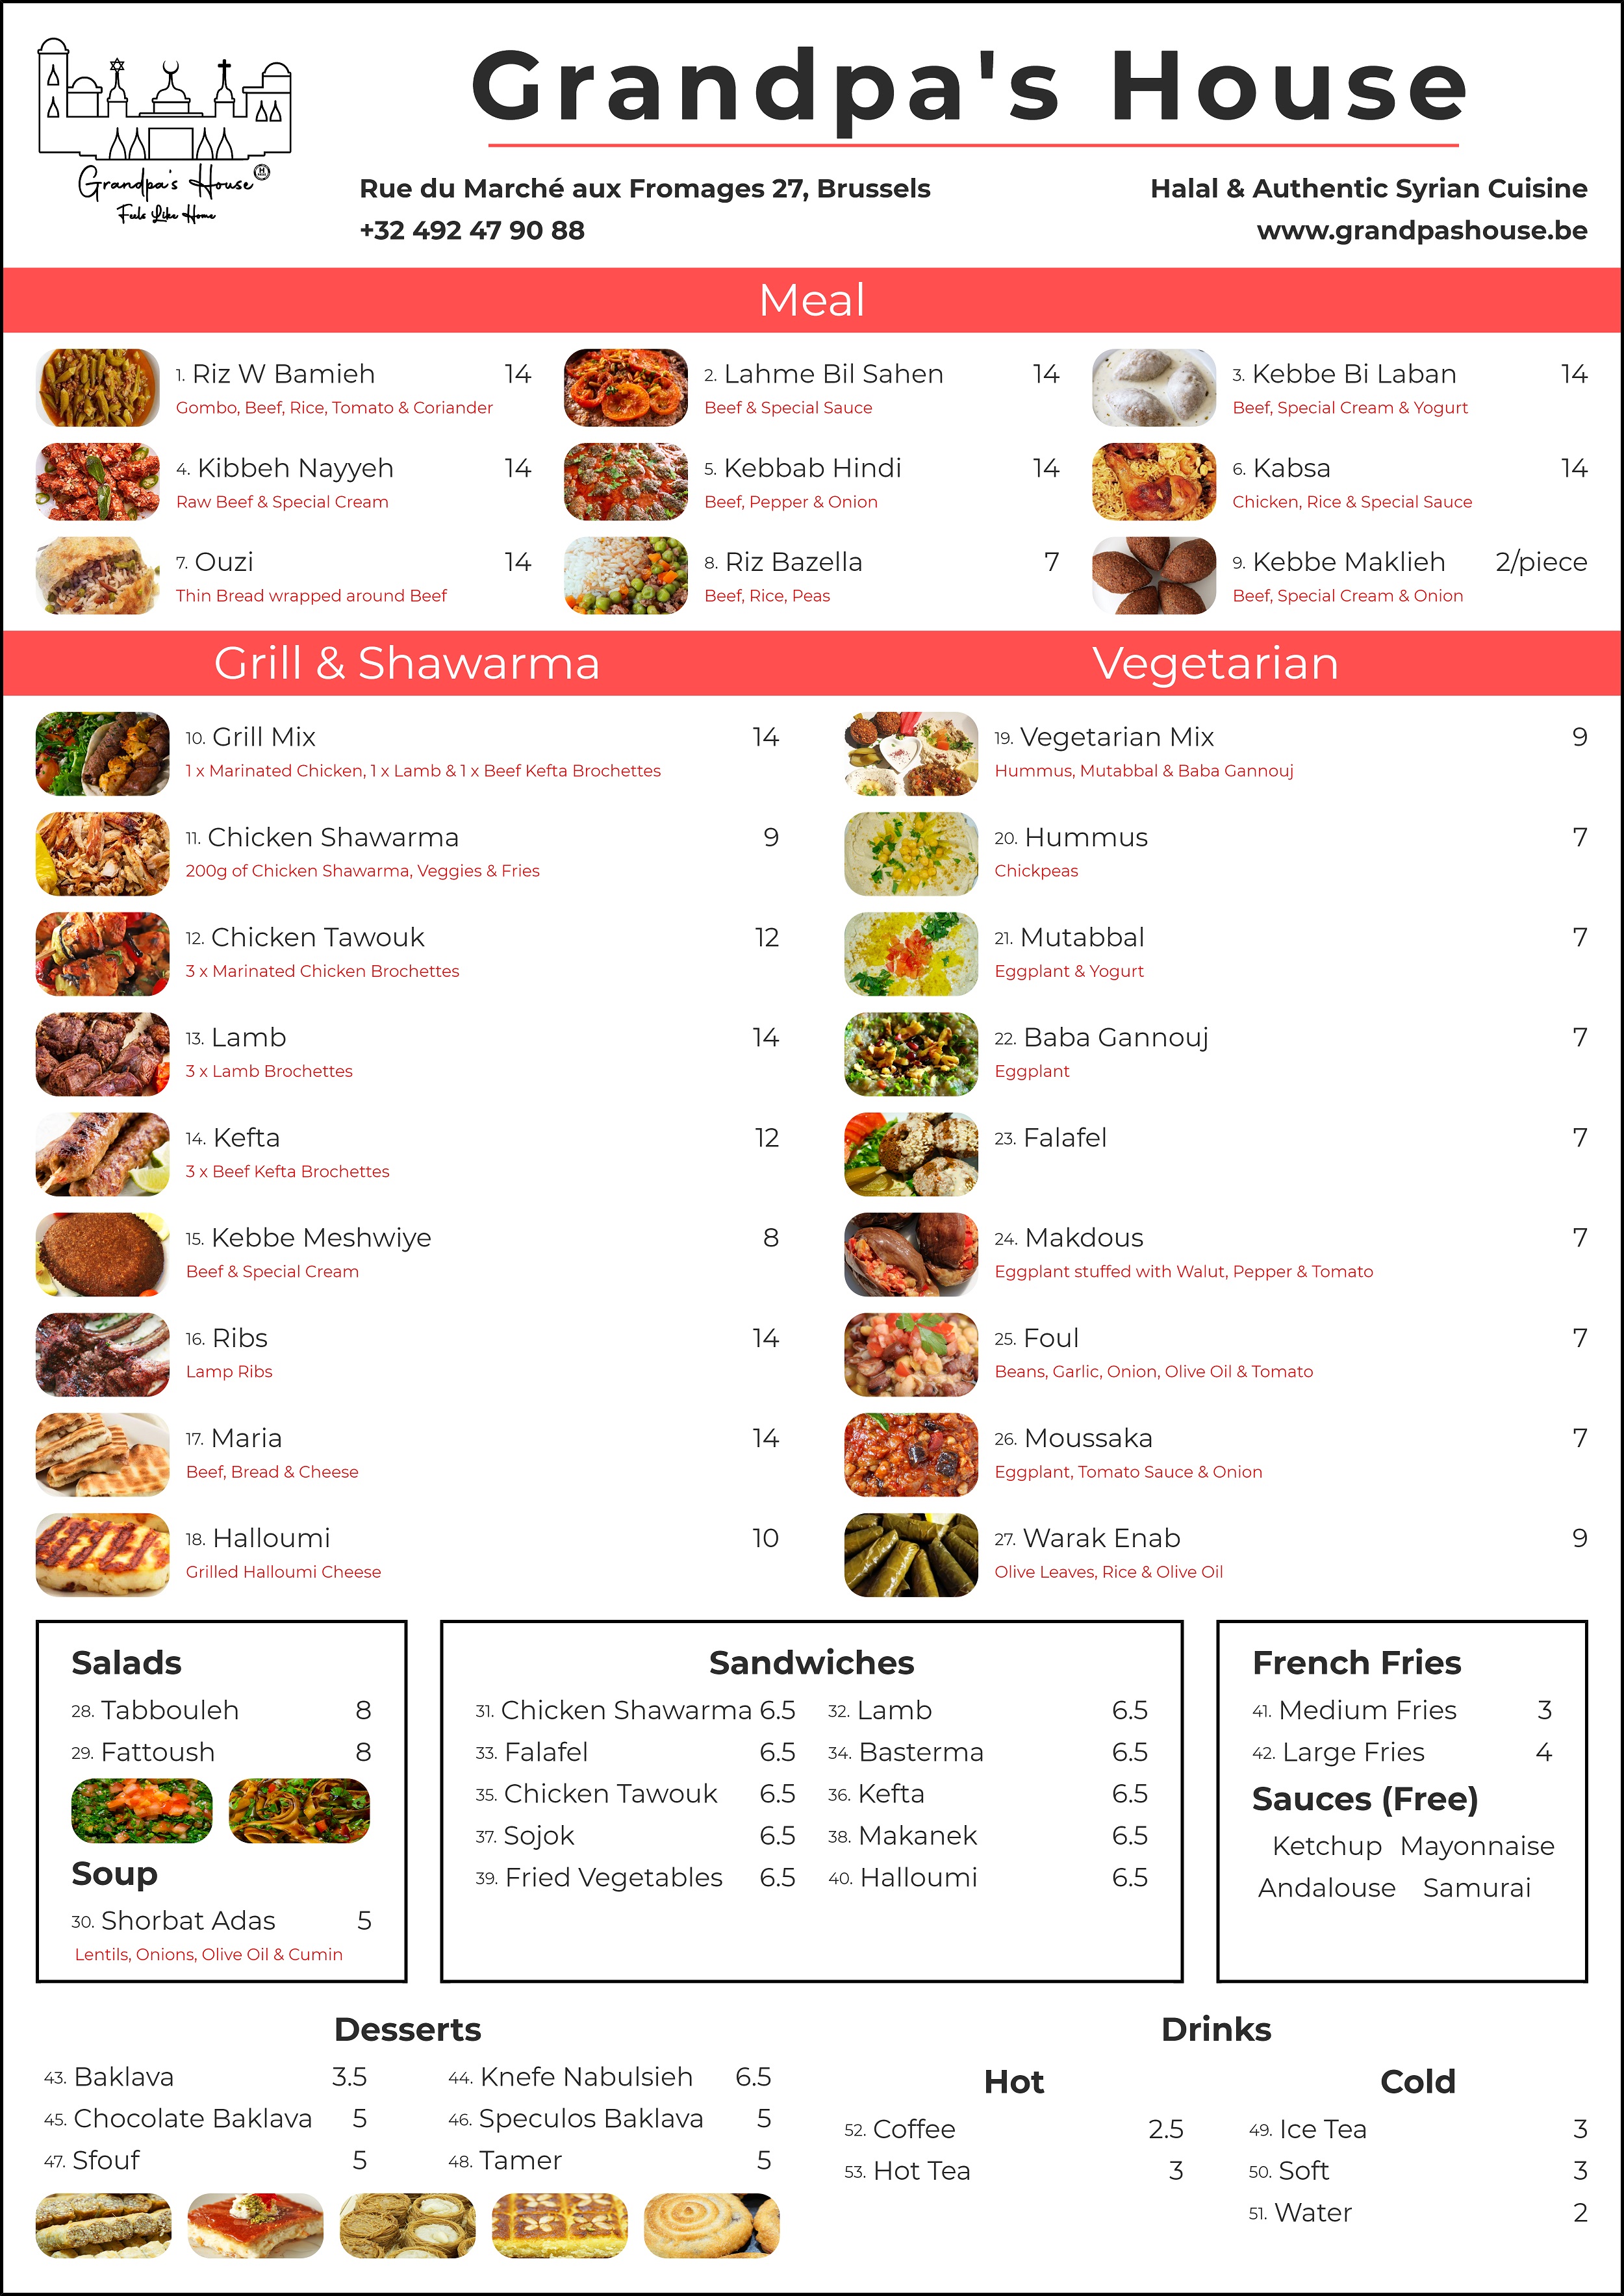 Grandpa's House
Feels Like Home
Grandpa's House
Rue du Marché aux Fromages 27, Brussels
+32 492 47 90 88
Halal & Authentic Syrian Cuisine
www.grandpashouse.be
Meal
1. Riz W Bamieh 14
Gombo, Beef, Rice, Tomato & Coriander
2. Lahme Bil Sahen 14
Beef & Special Sauce
3. Kebbe Bi Laban 14
Beef, Special Cream & Yogurt
4. Kibbeh Nayyeh 14
Raw Beef & Special Cream
5. Kebbab Hindi 14
Beef, Pepper & Onion
6. Kabsa 14
Chicken, Rice & Special Sauce
7. Ouzi 14
Thin Bread wrapped around Beef
8. Riz Bazella 7
Beef, Rice, Peas
9. Kebbe Maklieh 2/piece
Beef, Special Cream & Onion
Grill & Shawarma
10. Grill Mix 14
1 x Marinated Chicken, 1 x Lamb & 1 x Beef Kefta Brochettes
11. Chicken Shawarma 9
200g of Chicken Shawarma, Veggies & Fries
12. Chicken Tawouk 12
3 x Marinated Chicken Brochettes
13. Lamb 14
3 x Lamb Brochettes
14. Kefta 12
3 x Beef Kefta Brochettes
15. Kebbe Meshwiye 8
Beef & Special Cream
16. Ribs 14
Lamp Ribs
17. Maria 14
Beef, Bread & Cheese
18. Halloumi 10
Grilled Halloumi Cheese
Vegetarian
19. Vegetarian Mix 9
Hummus, Mutabbal & Baba Gannouj
20. Hummus 7
Chickpeas
21. Mutabbal 7
Eggplant & Yogurt
22. Baba Gannouj 7
Eggplant
23. Falafel 7
24. Makdous 7
Eggplant stuffed with Walut, Pepper & Tomato
25. Foul 7
Beans, Garlic, Onion, Olive Oil & Tomato
26. Moussaka 7
Eggplant, Tomato Sauce & Onion
27. Warak Enab 9
Olive Leaves, Rice & Olive Oil
Salads
28. Tabbouleh 8
29. Fattoush 8
Soup
30. Shorbat Adas 5
Lentils, Onions, Olive Oil & Cumin
Sandwiches
31. Chicken Shawarma 6.5
32. Lamb 6.5
33. Falafel 6.5
34. Basterma 6.5
35. Chicken Tawouk 6.5
36. Kefta 6.5
37. Sojok 6.5
38. Makanek 6.5
39. Fried Vegetables 6.5
40. Halloumi 6.5
French Fries
41. Medium Fries 3
42. Large Fries 4
Sauces (Free)
Ketchup Mayonnaise
Andalouse Samurai
Desserts
43. Baklava 3.5
44. Knefe Nabulsieh 6.5
45. Chocolate Baklava 5
46. Speculos Baklava 5
47. Sfouf 5
48. Tamer 5
Drinks
Hot
52. Coffee 2.5
53. Hot Tea 3
Cold
49. Ice Tea 3
50. Soft 3
51. Water 2